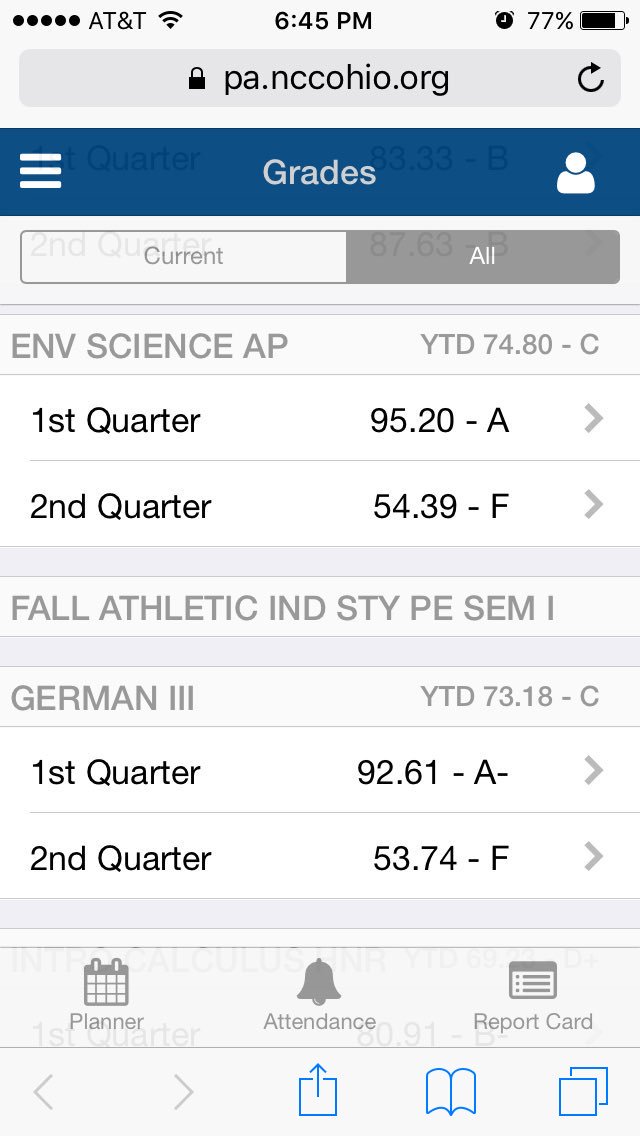 AT&T 6:45 PM 77%
pa.nccohio.org
1st Quarter 83.33 - B
Grades
2nd Quarter 87.63 - B
Current All
ENV SCIENCE AP YTD 74.80 - C
1st Quarter 95.20 - A
2nd Quarter 54.39 - F
FALL ATHLETIC IND STY PE SEM I
GERMAN III YTD 73.18 - C
1st Quarter 92.61 - A-
2nd Quarter 53.74 - F
INTRO CALCULUS HNR YTD 69.23 - D+
Planner Attendance Report Card
1st Quarter 80.91 - B-